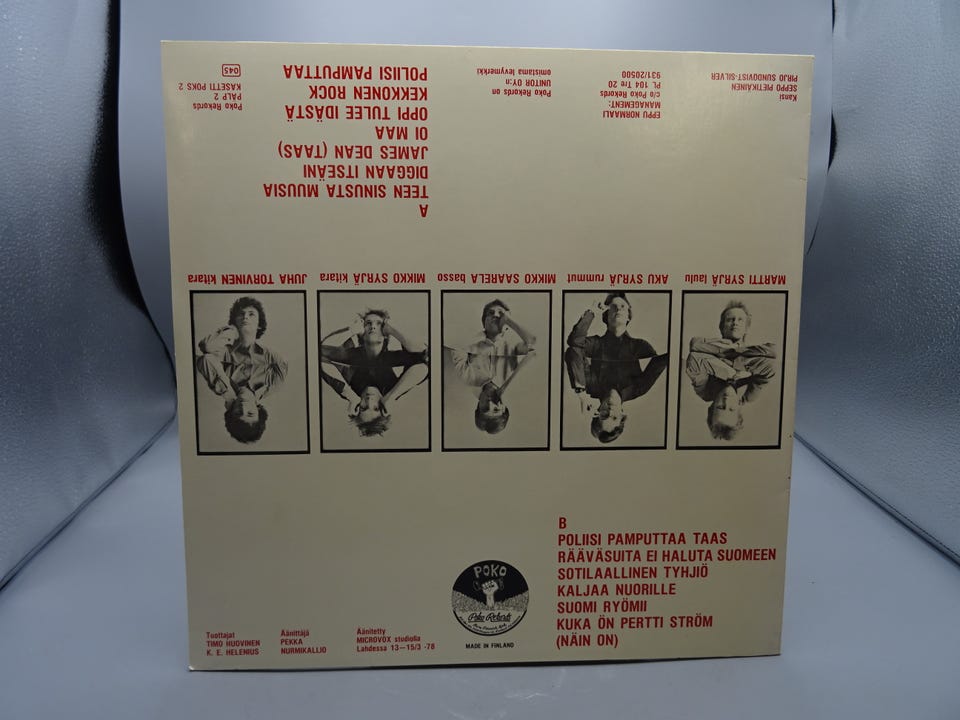 A
TEEN SINUSTA MUUSIA
DIGGAAN ITSEÄNI
JAMES DEAN (TAAS)
OI MAA
OPPI TULEE IDÄSTÄ
KEKKONEN ROCK
POLIISI PAMPUTTAA
Kansi
SEPPO PIETIKÄINEN
PIRJO SUNDQVIST-SILVER
EPPU NORMAALI
MANAGEMENT:
c/o Poko Rekords
PL 104 Tre 20
931/20500
Poko Rekords on
UNITOR OY:n
omistama levymerkki
Poko Rekords
PALP 2
KASETTI POKS 2
045
MARTTI SYRJÄ laulu
AKU SYRJÄ rummut
MIKKO SAARELA basso
MIKKO SYRJÄ kitara
JUHA TORVINEN kitara
B
POLIISI PAMPUTTAA TAAS
RÄÄVÄSUITA EI HALUTA SUOMEEN
SOTILAALLINEN TYHJIÖ
KALJAA NUORILLE
SUOMI RYÖMII
KUKA ÖN PERTTI STRÖM
(NÄIN ON)
Tuottajat
TIMO HUOVINEN
K. E. HELENIUS
Äänittäjä
PEKKA
NURMIKALLIO
Äänitetty
MICROVOX studiolla
Lahdessa 13—15/3 -78
POKO
Poko Rekords
MADE IN FINLAND